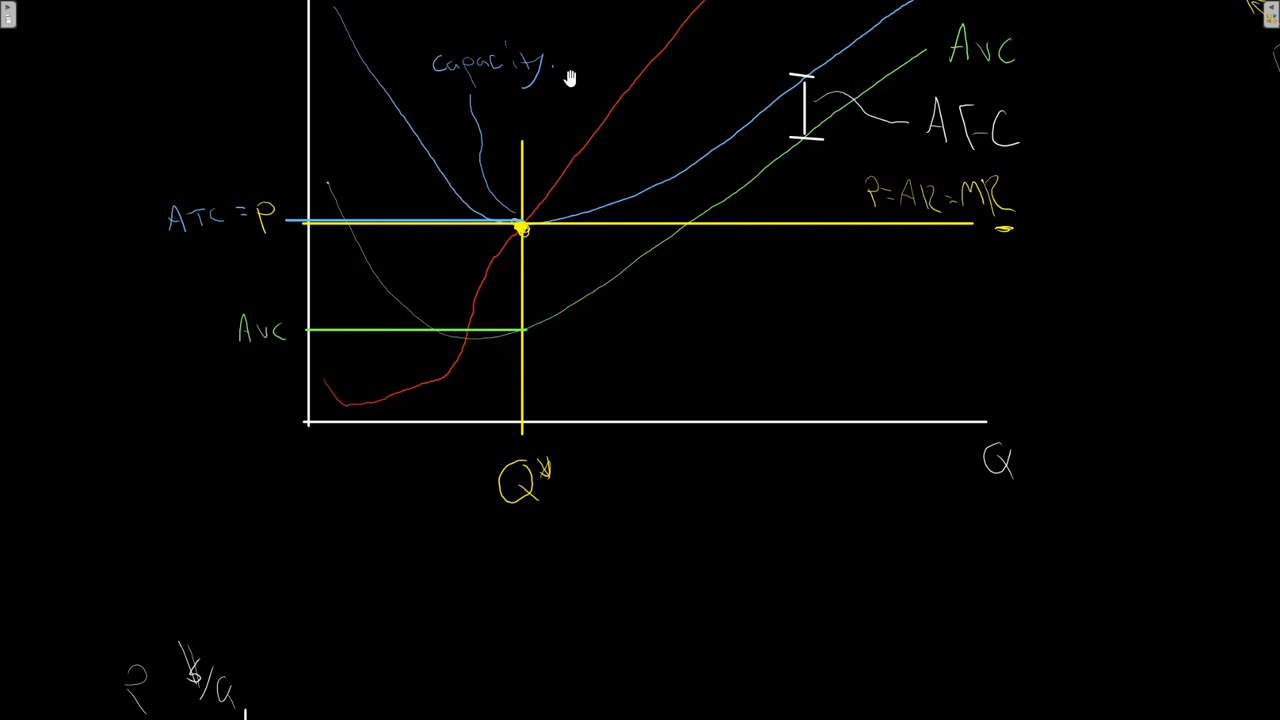 capacity.
AVC
AFC
P=AR=MR
ATC = P
AVC
Q*
Q
P $/Q